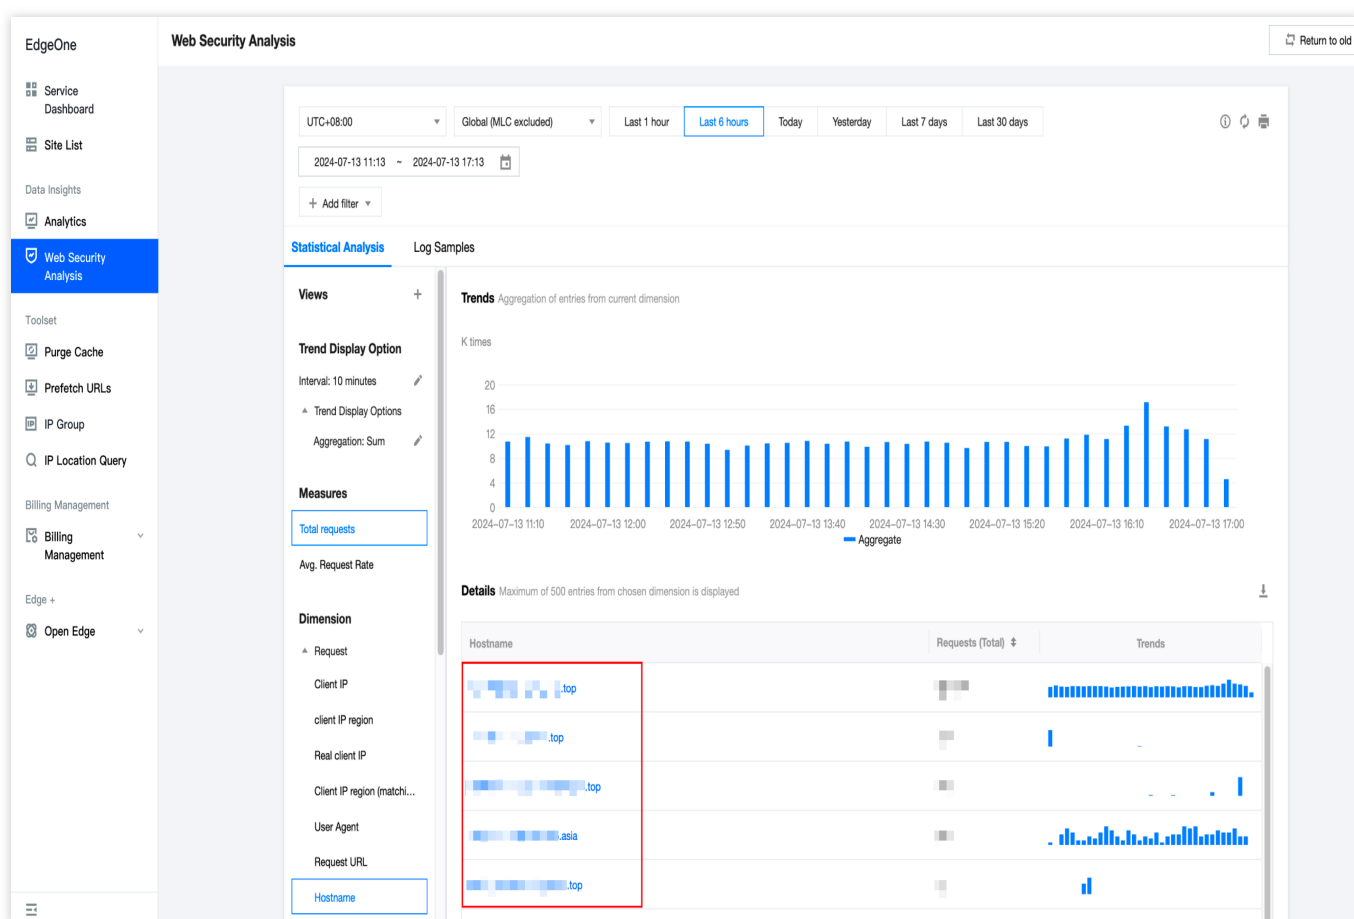 EdgeOne
Web Security Analysis
Return to old
Service
Dashboard
Site List
Data Insights
Analytics
Web Security
Analysis
Toolset
Purge Cache
Prefetch URLs
IP Group
IP Location Query
Billing Management
Billing
Management
Edge +
Open Edge
UTC+08:00
Global (MLC excluded)
Last 1 hour
Last 6 hours
Today
Yesterday
Last 7 days
Last 30 days
2024-07-13 11:13 ~ 2024-07-13 17:13
+ Add filter
Statistical Analysis
Log Samples
Views +
Trend Display Option
Interval: 10 minutes
Trend Display Options
Aggregation: Sum
Measures
Total requests
Avg. Request Rate
Dimension
Request
Client IP
client IP region
Real client IP
Client IP region (matchi...
User Agent
Request URL
Hostname
Trends Aggregation of entries from current dimension
K times
20
16
12
8
4
0
2024-07-13 11:10
2024-07-13 12:00
2024-07-13 12:50
2024-07-13 13:40
2024-07-13 14:30
2024-07-13 15:20
2024-07-13 16:10
2024-07-13 17:00
Aggregate
Details Maximum of 500 entries from chosen dimension is displayed
Hostname
Requests (Total)
Trends
.top
.top
.top
.asia
.top